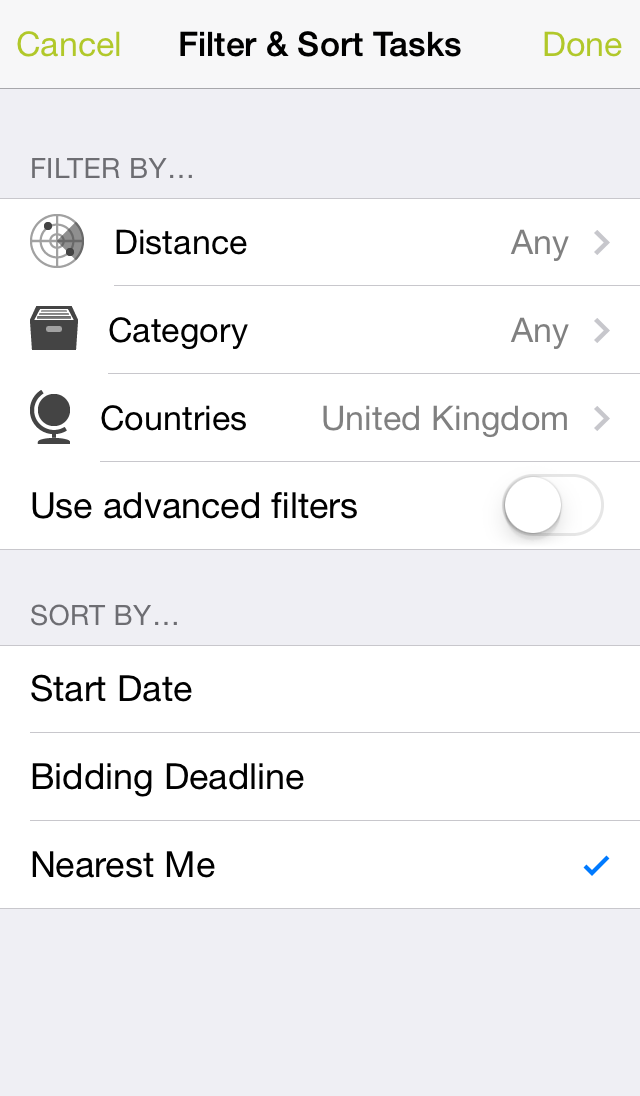 Cancel Filter & Sort Tasks Done
FILTER BY…
Distance Any
Category Any
Countries United Kingdom
Use advanced filters
SORT BY…
Start Date
Bidding Deadline
Nearest Me